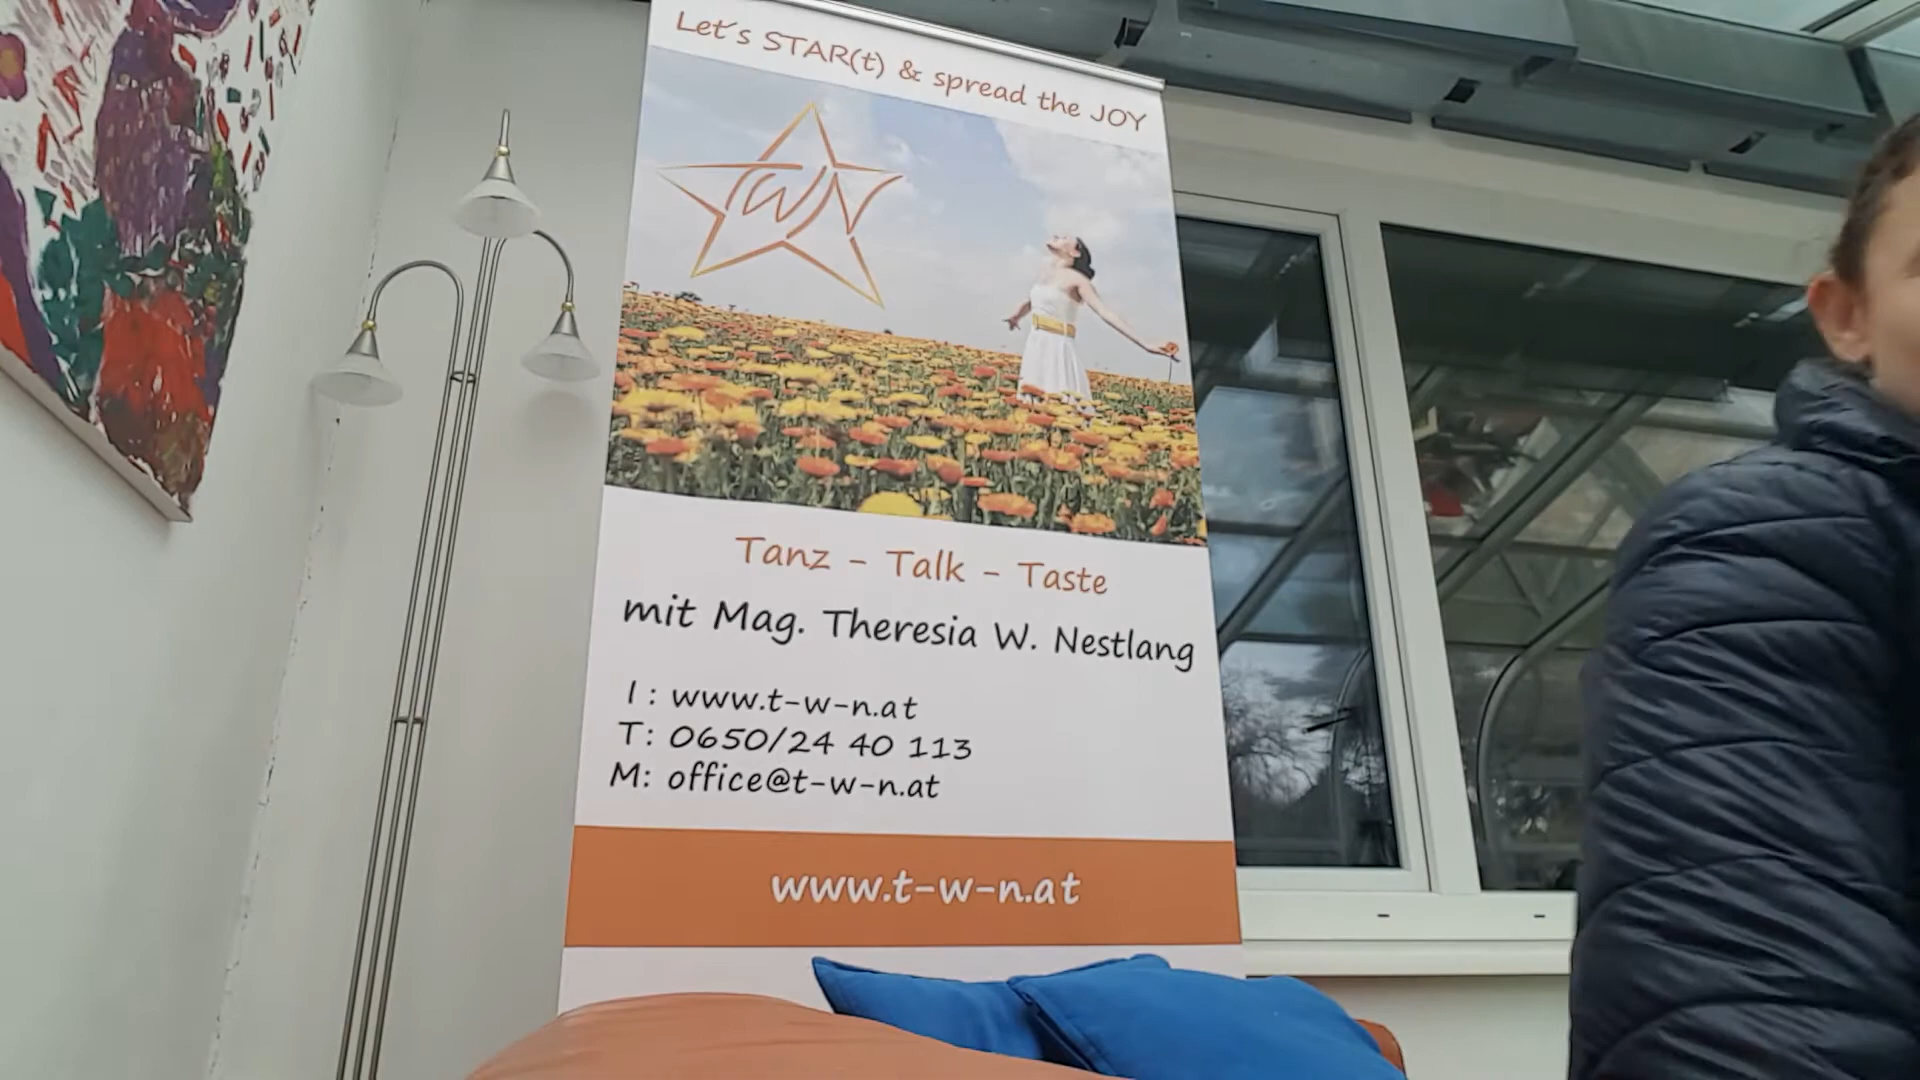 Let´s STAR(t) & spread the JOY
TWN
Tanz - Talk - Taste
mit Mag. Theresia W. Nestlang
I : www.t-w-n.at
T: 0650/24 40 113
M: office@t-w-n.at
www.t-w-n.at